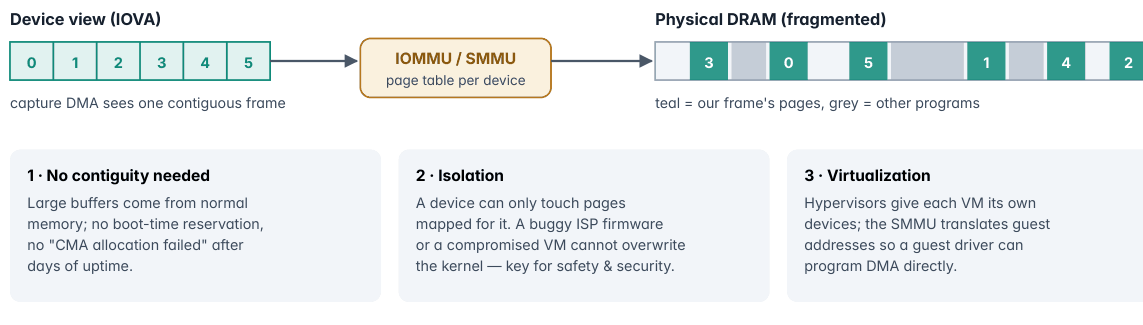 Device view (IOVA)
Physical DRAM (fragmented)
0 1 2 3 4 5
IOMMU / SMMU
page table per device
3 0 5 1 4 2
capture DMA sees one contiguous frame
teal = our frame's pages, grey = other programs
1 · No contiguity needed
Large buffers come from normal
memory; no boot-time reservation,
no "CMA allocation failed" after
days of uptime.
2 · Isolation
A device can only touch pages
mapped for it. A buggy ISP firmware
or a compromised VM cannot overwrite
the kernel — key for safety & security.
3 · Virtualization
Hypervisors give each VM its own
devices; the SMMU translates guest
addresses so a guest driver can
program DMA directly.